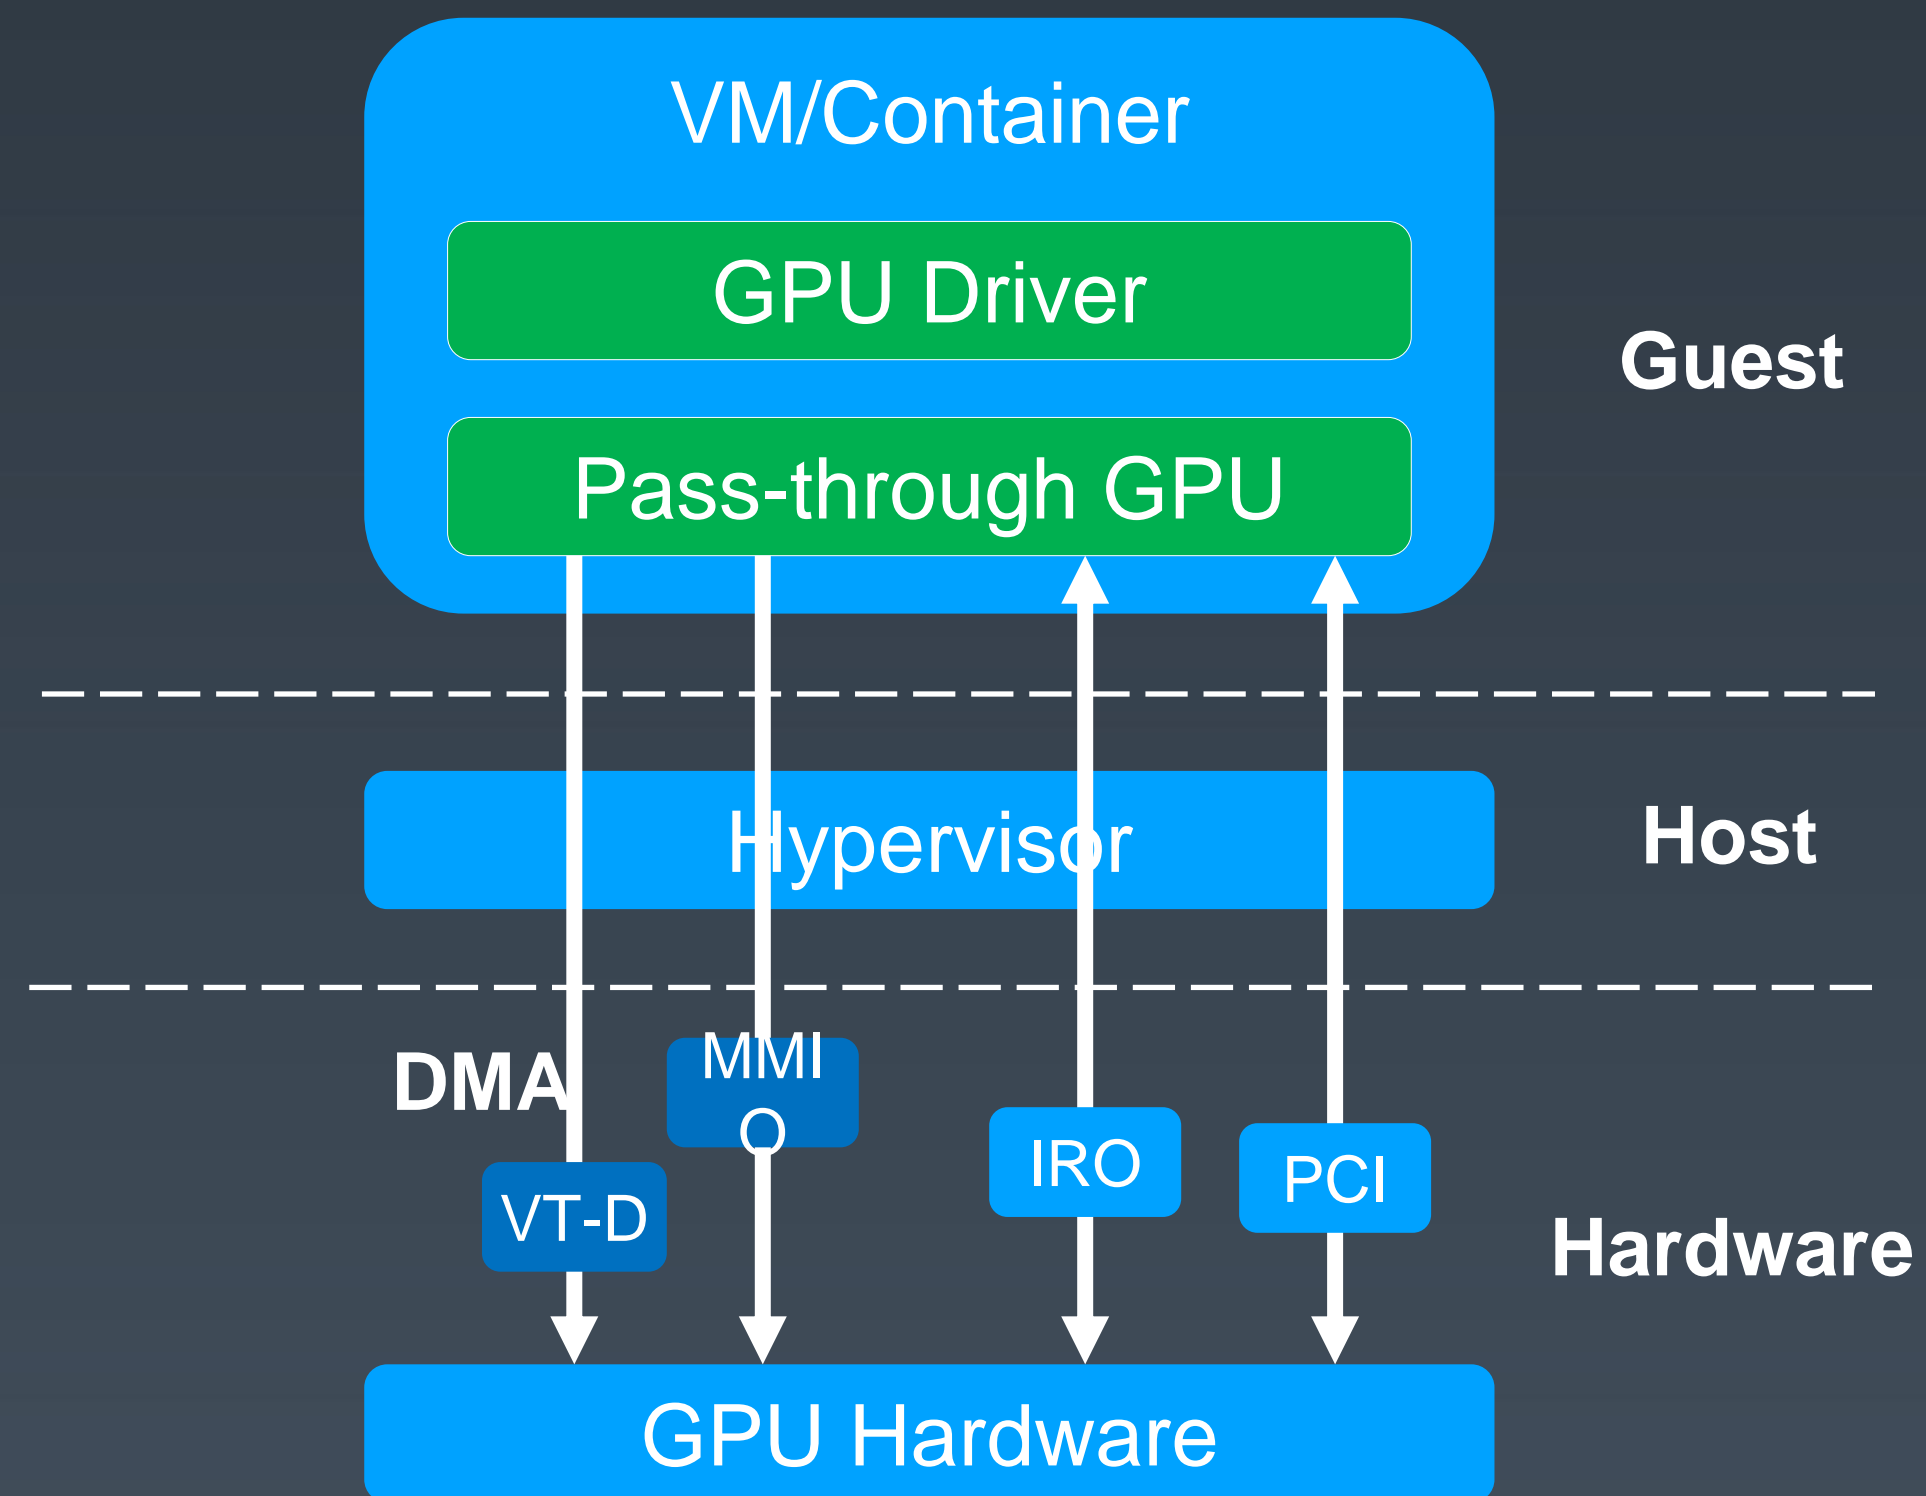 VM/Container
GPU Driver
Guest
Pass-through GPU
Hypervisor
Host
DMA
MMI
O
IRO
PCI
VT-D
Hardware
GPU Hardware